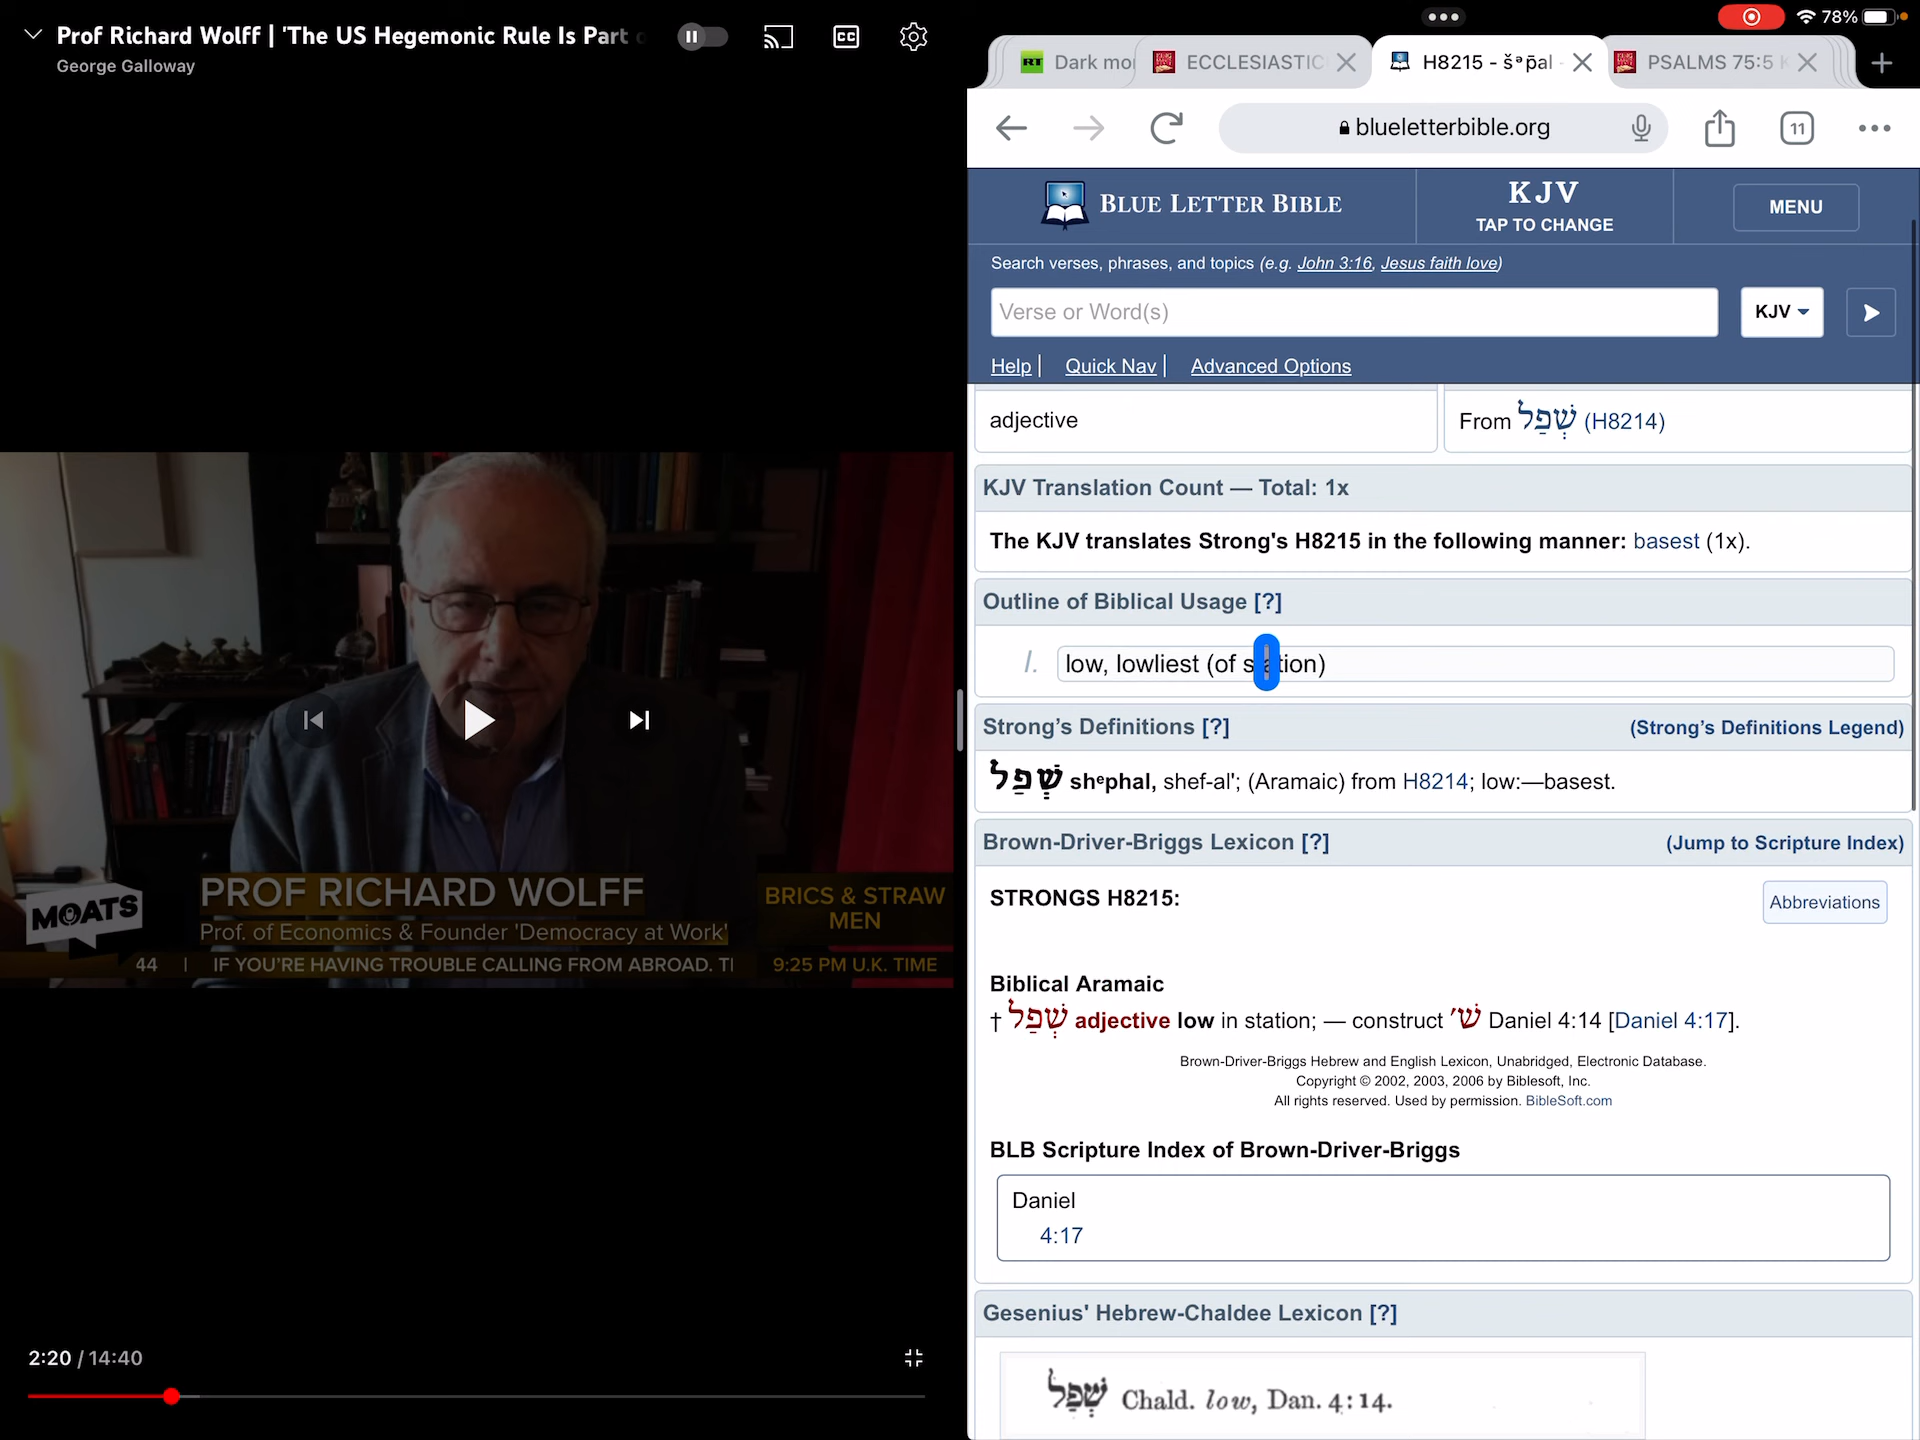 Prof Richard Wolff | 'The US Hegemonic Rule Is Part
George Galloway
CC
MOATS
PROF RICHARD WOLFF
Prof. of Economics & Founder 'Democracy at Work'
BRICS & STRAW
MEN
44 | IF YOU'RE HAVING TROUBLE CALLING FROM ABROAD. TI
9:25 PM U.K. TIME
2:20 / 14:40
78%
RT Dark mo
ECCLESIASTIC
H8215 - šᵊp̄al
PSALMS 75:5 K
blueletterbible.org
11
BLUE LETTER BIBLE
KJV
TAP TO CHANGE
MENU
Search verses, phrases, and topics (e.g. John 3:16, Jesus faith love)
Verse or Word(s)
KJV
Help | Quick Nav | Advanced Options
adjective
From שְׁפַל (H8214)
KJV Translation Count — Total: 1x
The KJV translates Strong's H8215 in the following manner: basest (1x).
Outline of Biblical Usage [?]
I. low, lowliest (of station)
Strong's Definitions [?]
(Strong's Definitions Legend)
שְׁפַל shᵉphal, shef-al'; (Aramaic) from H8214; low:—basest.
Brown-Driver-Briggs Lexicon [?]
(Jump to Scripture Index)
STRONGS H8215:
Abbreviations
Biblical Aramaic
† שְׁפַל adjective low in station; — construct שׁ׳ Daniel 4:14 [Daniel 4:17].
Brown-Driver-Briggs Hebrew and English Lexicon, Unabridged, Electronic Database.
Copyright © 2002, 2003, 2006 by Biblesoft, Inc.
All rights reserved. Used by permission. BibleSoft.com
BLB Scripture Index of Brown-Driver-Briggs
Daniel
4:17
Gesenius' Hebrew-Chaldee Lexicon [?]
שְׁפַל Chald. low, Dan. 4:14.